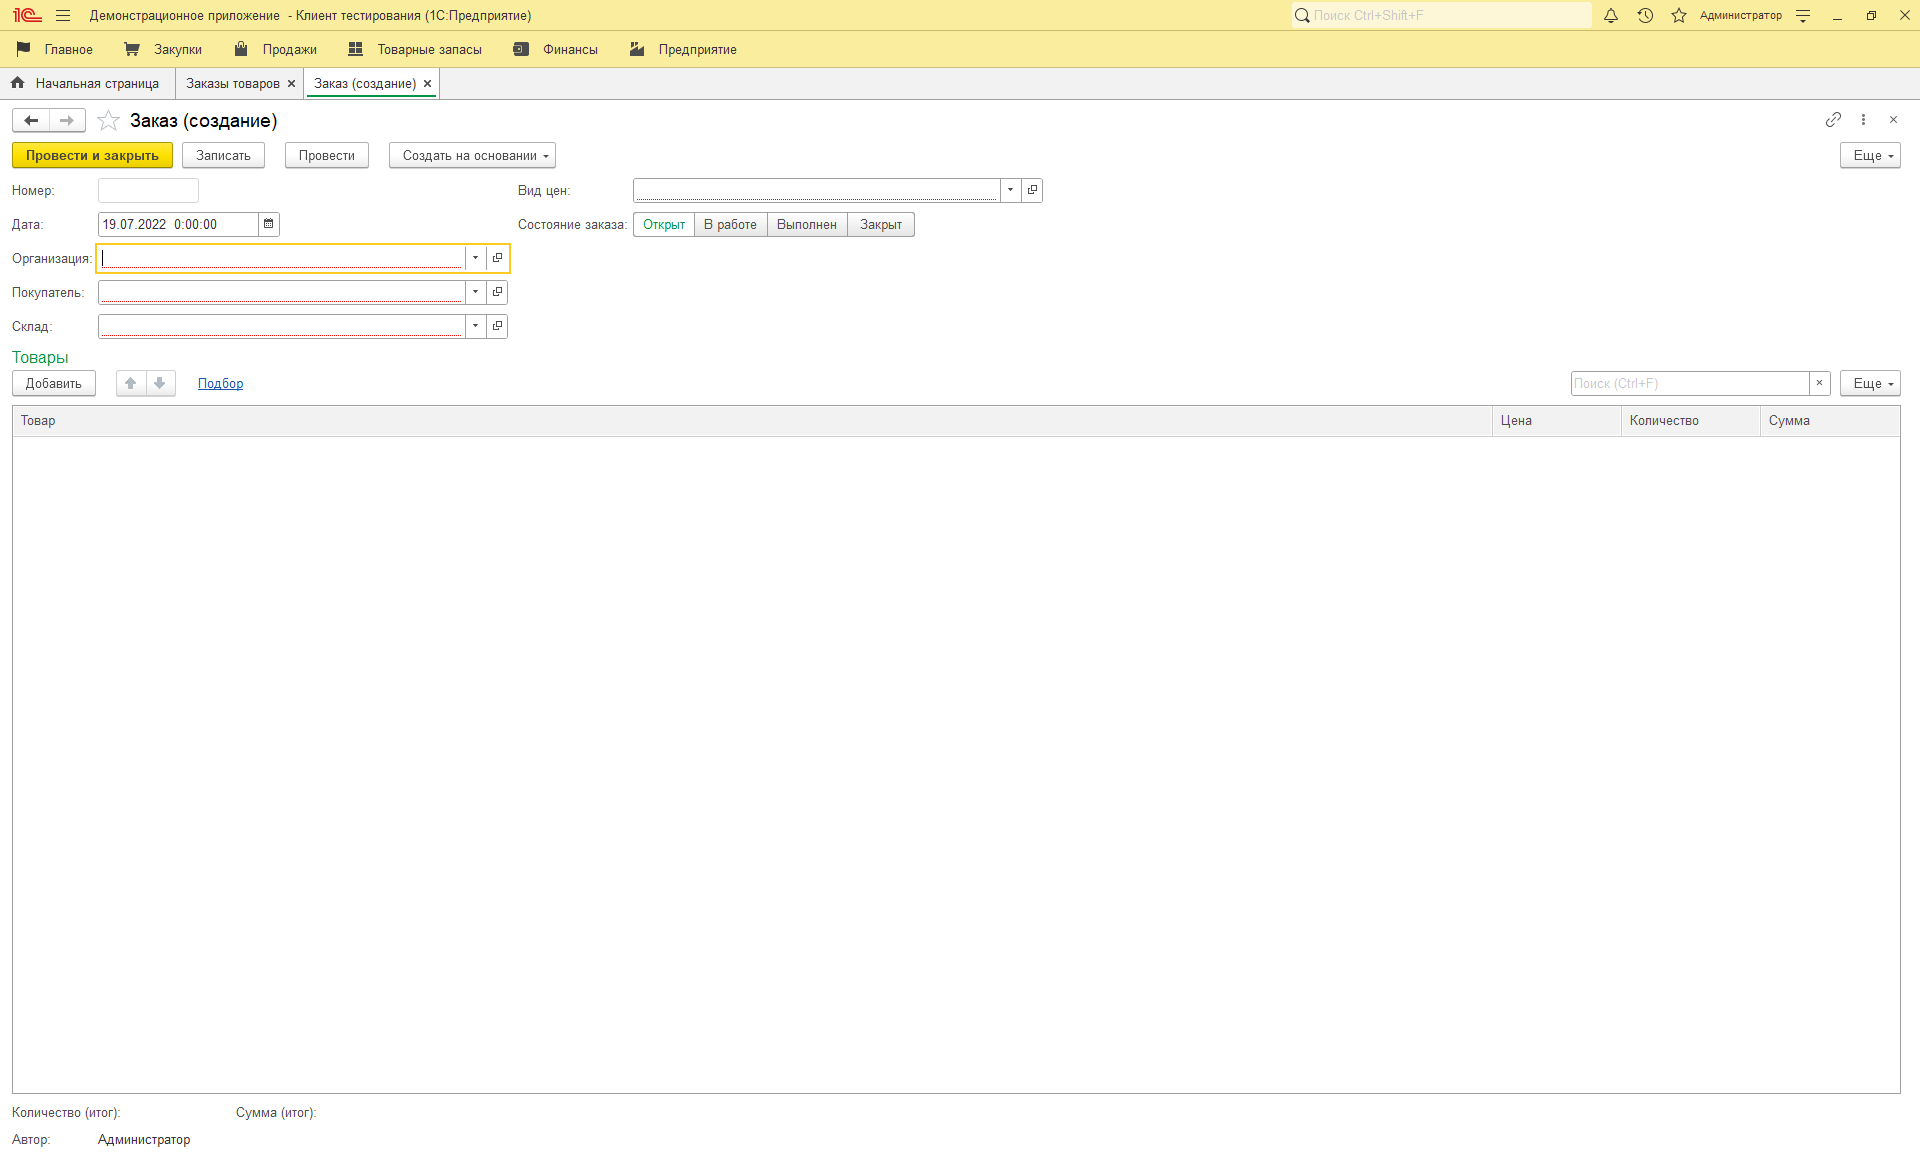 1С Демонстрационное приложение - Клиент тестирования (1С:Предприятие) Поиск Ctrl+Shift+F Администратор
Главное Закупки Продажи Товарные запасы Финансы Предприятие
Начальная страница Заказы товаров Заказ (создание)
Заказ (создание)
Провести и закрыть Записать Провести Создать на основании Еще
Номер: Вид цен:
Дата: 19.07.2022 0:00:00 Состояние заказа: Открыт В работе Выполнен Закрыт
Организация:
Покупатель:
Склад:
Товары
Добавить Подбор Поиск (Ctrl+F) Еще
Товар Цена Количество Сумма
Количество (итог): Сумма (итог):
Автор: Администратор